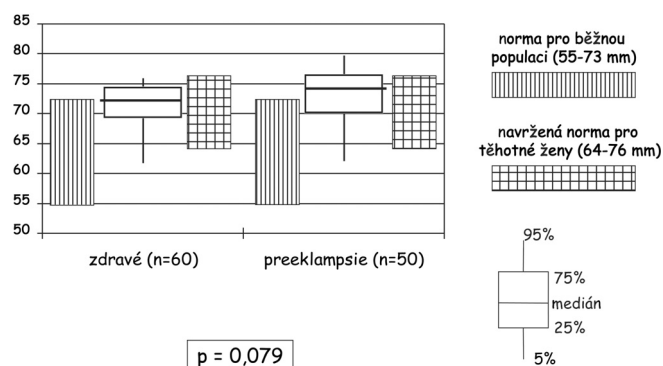 85
80
75
70
65
60
55
50
zdravé (n=60)
preeklampsie (n=50)
p = 0,079
norma pro běžnou
populaci (55-73 mm)
navržená norma pro
těhotné ženy (64-76 mm)
95%
75%
medián
25%
5%